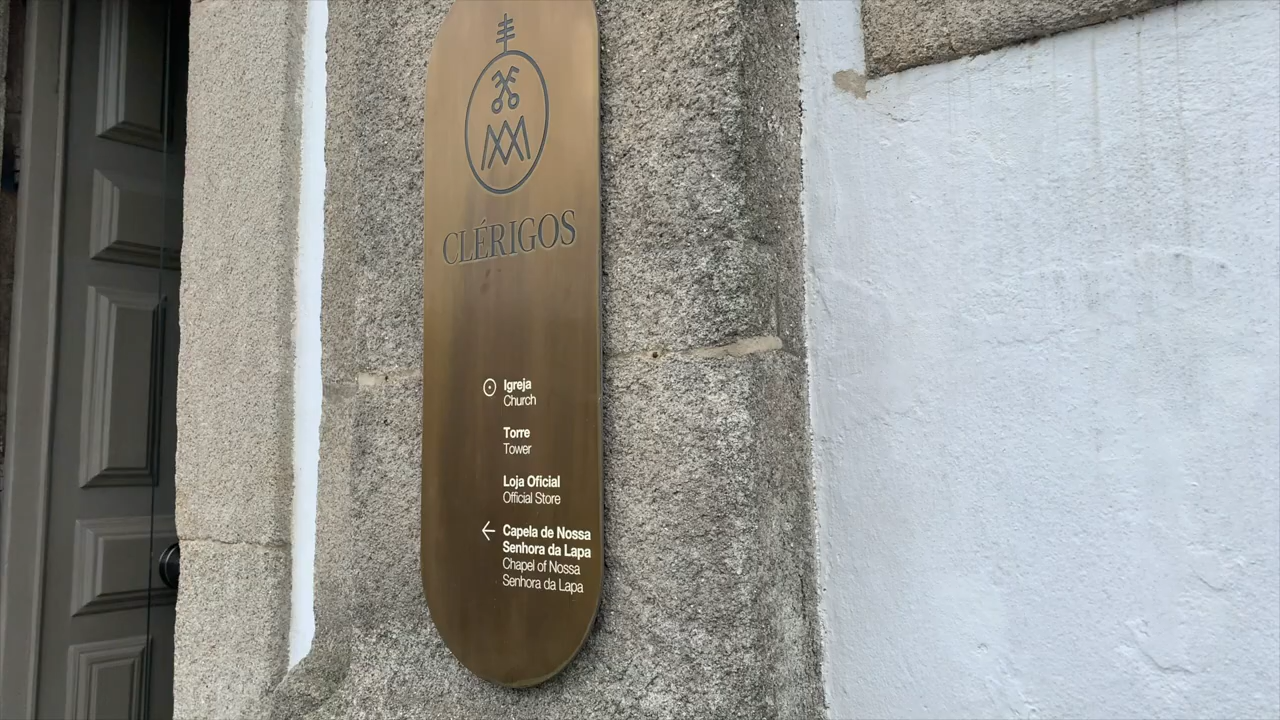 CLÉRIGOS
Igreja
Church
Torre
Tower
Loja Oficial
Official Store
Capela de Nossa
Senhora da Lapa
Chapel of Nossa
Senhora da Lapa